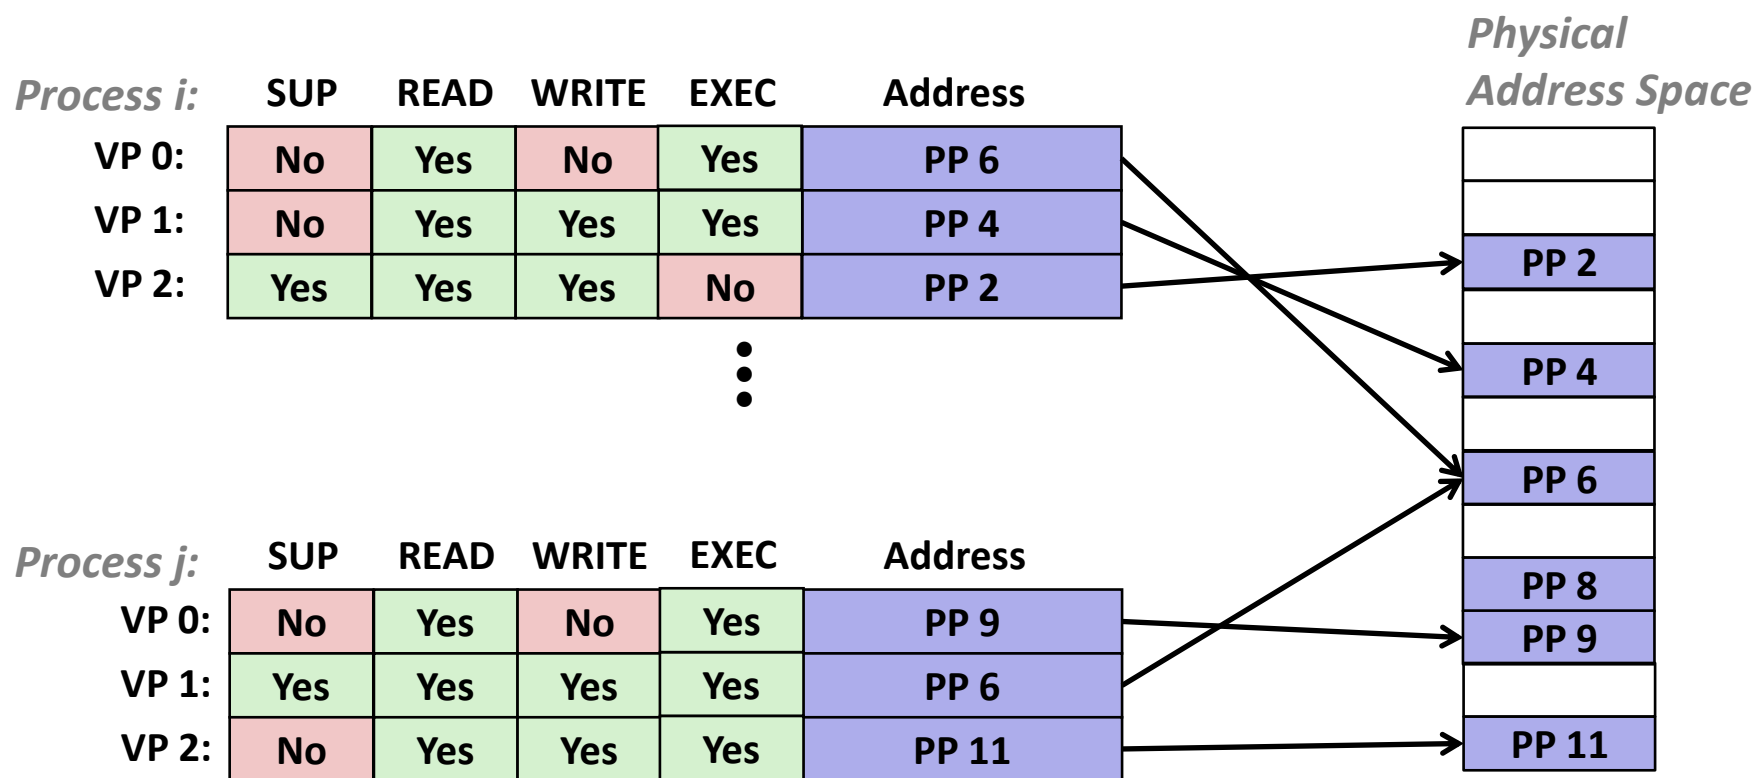 Physical
Address Space
Process i: SUP READ WRITE EXEC Address
VP 0: No Yes No Yes PP 6
VP 1: No Yes Yes Yes PP 4
VP 2: Yes Yes Yes No PP 2
PP 2
PP 4
PP 6
Process j: SUP READ WRITE EXEC Address
PP 8
VP 0: No Yes No Yes PP 9
PP 9
VP 1: Yes Yes Yes Yes PP 6
VP 2: No Yes Yes Yes PP 11
PP 11